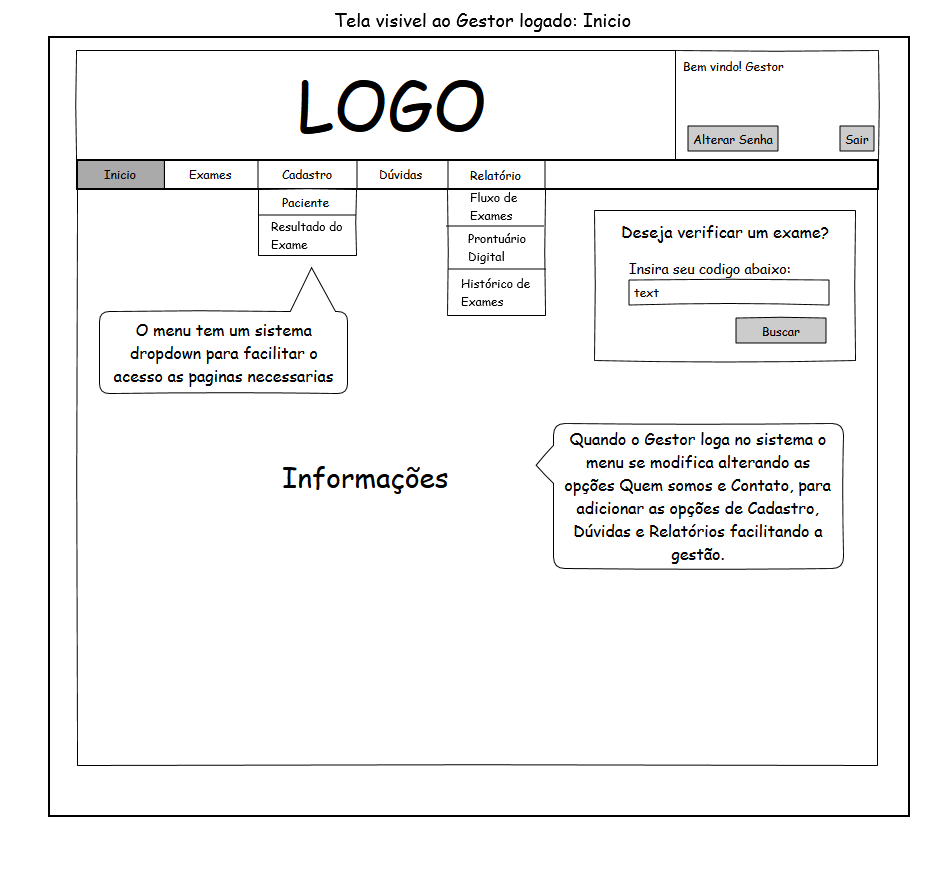 Tela visivel ao Gestor logado: Inicio
LOGO
Bem vindo! Gestor
Alterar Senha
Sair
Inicio
Exames
Cadastro
Dúvidas
Relatório
Paciente
Resultado do
Exame
Fluxo de
Exames
Prontuário
Digital
Histórico de
Exames
Deseja verificar um exame?
Insira seu codigo abaixo:
text
Buscar
O menu tem um sistema
dropdown para facilitar o
acesso as paginas necessarias
Informações
Quando o Gestor loga no sistema o
menu se modifica alterando as
opções Quem somos e Contato, para
adicionar as opções de Cadastro,
Dúvidas e Relatórios facilitando a
gestão.